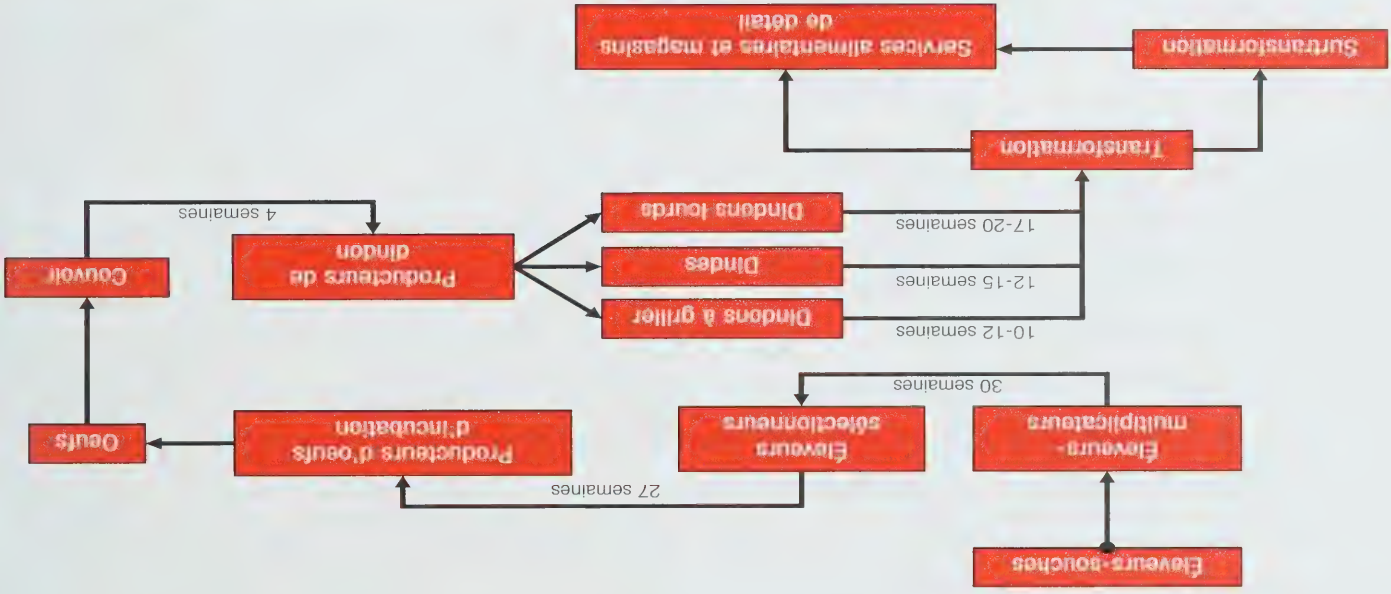 Éleveurs-souches
27 semaines
Éleveurs-
multiplicateurs
Éleveurs
sélectionneurs
Producteurs d'oeufs
d'incubation
Oeufs
30 semaines
10-12 semaines
Dindons à griller
12-15 semaines
Dindes
17-20 semaines
Dindons lourds
Producteurs de
dindon
Couvoir
4 semaines
Transformation
Surtransformation
Services alimentaires et magasins
de détail